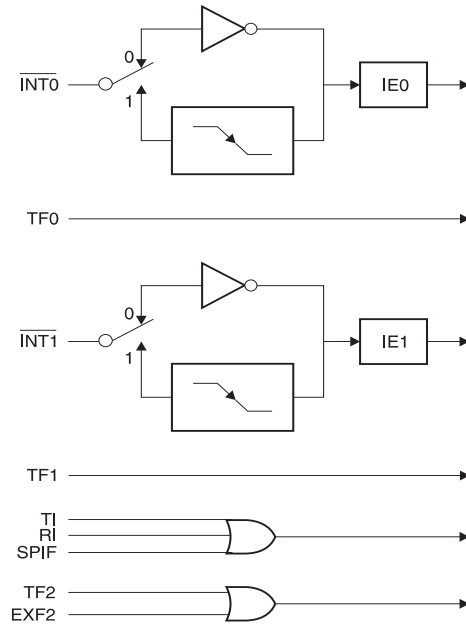 0
INT0
1
IE0
TF0
0
INT1
1
IE1
TF1
TI
RI
SPIF
TF2
EXF2